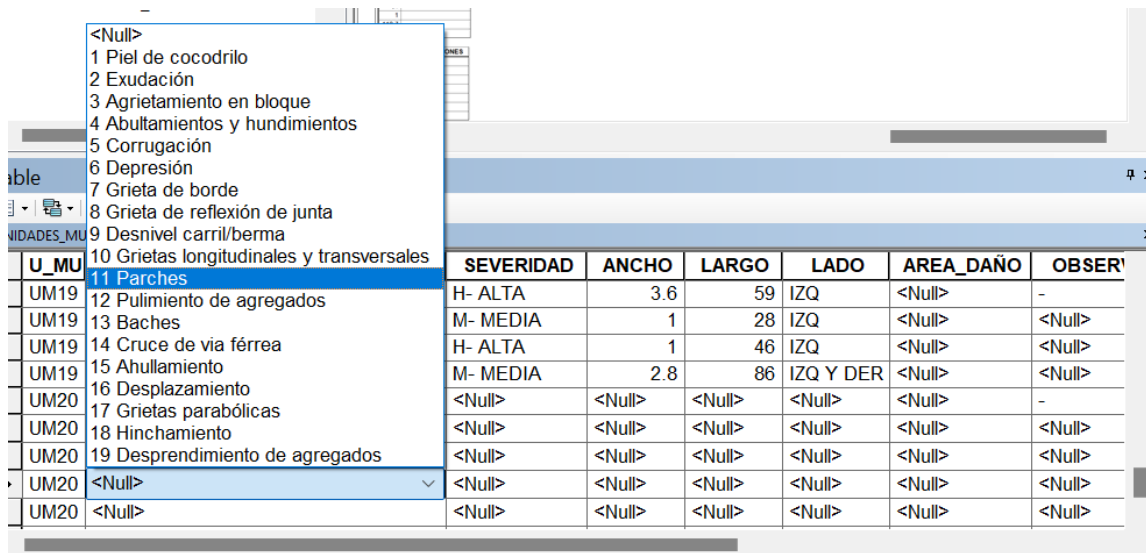 <Null>
1 Piel de cocodrilo
2 Exudación
3 Agrietamiento en bloque
4 Abultamientos y hundimientos
5 Corrugación
6 Depresión
7 Grieta de borde
8 Grieta de reflexión de junta
9 Desnivel carril/berma
10 Grietas longitudinales y transversales
11 Parches
12 Pulimiento de agregados
13 Baches
14 Cruce de via férrea
15 Ahullamiento
16 Desplazamiento
17 Grietas parabólicas
18 Hinchamiento
19 Desprendimiento de agregados
ONES
able
NIDADES_MU
U_MU SEVERIDAD ANCHO LARGO LADO AREA_DAÑO OBSERV
UM19 H- ALTA 3.6 59 IZQ <Null> -
UM19 M- MEDIA 1 28 IZQ <Null> <Null>
UM19 H- ALTA 1 46 IZQ <Null> <Null>
UM19 M- MEDIA 2.8 86 IZQ Y DER <Null> <Null>
UM20 <Null> <Null> <Null> <Null> <Null> -
UM20 <Null> <Null> <Null> <Null> <Null> <Null>
UM20 <Null> <Null> <Null> <Null> <Null> <Null>
UM20 <Null> <Null> <Null> <Null> <Null> <Null> <Null>
UM20 <Null> <Null> <Null> <Null> <Null> <Null> <Null>